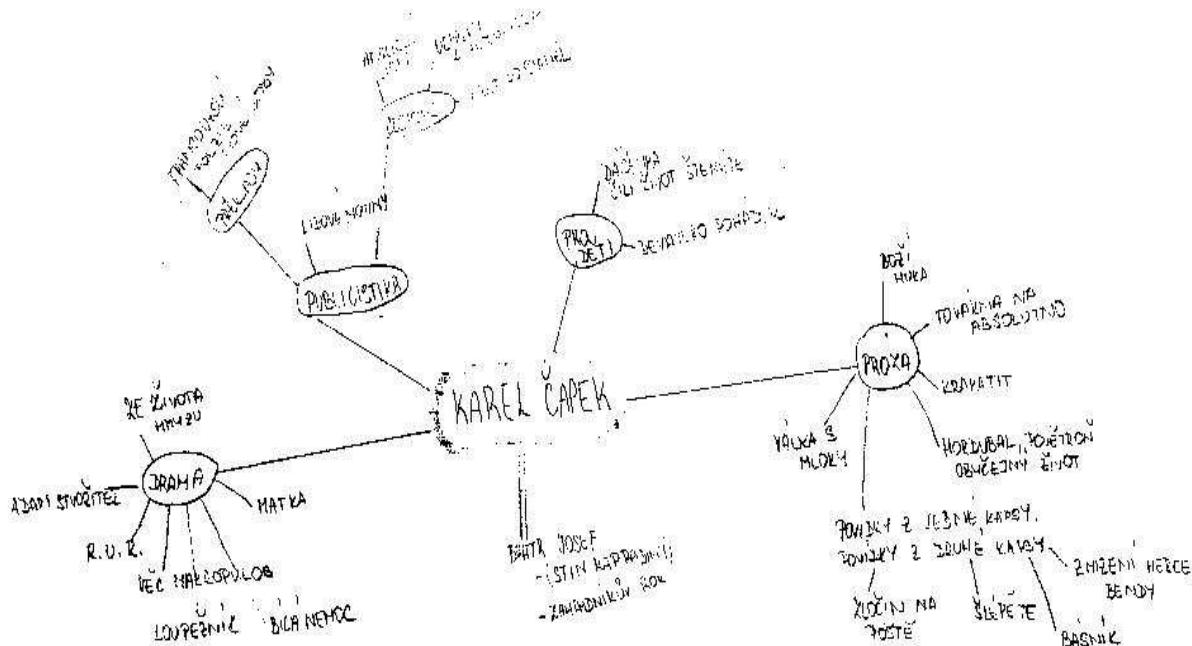 LIDOVÉ NOVINY
PUBLICISTIKA
ČILI ŽIVOT ŠTĚNĚTE
PRO
DĚTI
DEVATERO POHÁDEK
BOŽÍ
MUKA
TOVÁRNA NA
ABSOLUTNO
PRÓZA
KRAKATIT
KAREL ČAPEK
VÁLKA S
MLOKY
HORDUBAL, POVĚTROŇ
OBYČEJNÝ ŽIVOT
ZE ŽIVOTA
HMYZU
DRAMA
ADAM STVOŘITEL
MATKA
R.U.R.
VĚC MAKROPULOS
LOUPEŽNÍK
BÍLÁ NEMOC
BRATR JOSEF
- STÍN KAPRADINY
- ZAHRADNÍKŮV ROK
POVÍDKY Z JEDNÉ KAPSY,
POVÍDKY Z DRUHÉ KAPSY
ZMIZENÍ HERCE
BENDY
ZLOČIN NA
POŠTĚ
ŠLÉPĚJE
BÁSNÍK